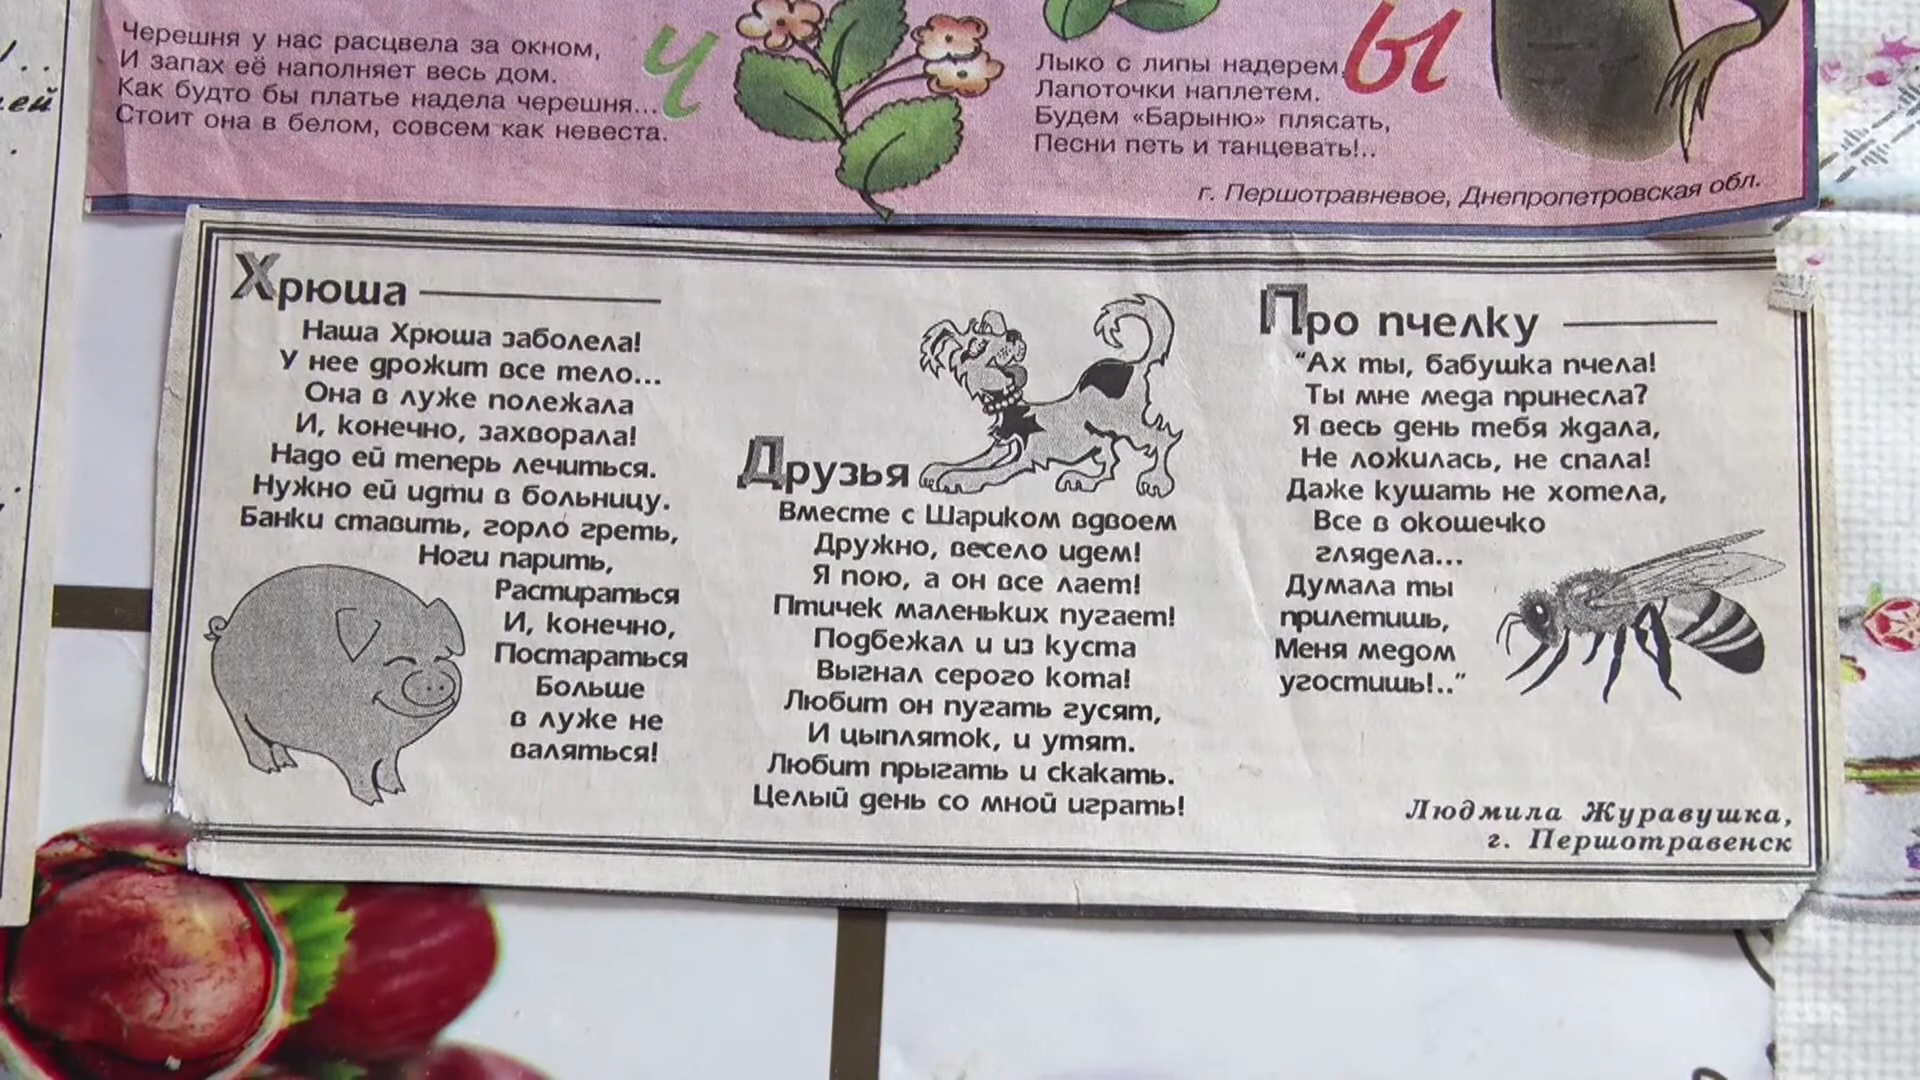 Черешня у нас расцвела за окном,
И запах её наполняет весь дом.
Как будто бы платье надела черешня...
Стоит она в белом, совсем как невеста.
Ч
Лыко с липы надерем,
Лапоточки наплетем.
Будем «Барыню» плясать,
Песни петь и танцевать!..
Ы
г. Першотравневое, Днепропетровская обл.
ей
Хрюша
Наша Хрюша заболела!
У нее дрожит все тело...
Она в луже полежала
И, конечно, захворала!
Надо ей теперь лечиться.
Нужно ей идти в больницу.
Банки ставить, горло греть,
Ноги парить,
Растираться
И, конечно,
Постараться
Больше
в луже не
валяться!
Друзья
Вместе с Шариком вдвоем
Дружно, весело идем!
Я пою, а он все лает!
Птичек маленьких пугает!
Подбежал и из куста
Выгнал серого кота!
Любит он пугать гусят,
И цыпляток, и утят.
Любит прыгать и скакать.
Целый день со мной играть!
Про пчелку
"Ах ты, бабушка пчела!
Ты мне меда принесла?
Я весь день тебя ждала,
Не ложилась, не спала!
Даже кушать не хотела,
Все в окошечко
глядела...
Думала ты
прилетишь,
Меня медом
угостишь!.."
Людмила Журавушка,
г. Першотравенск